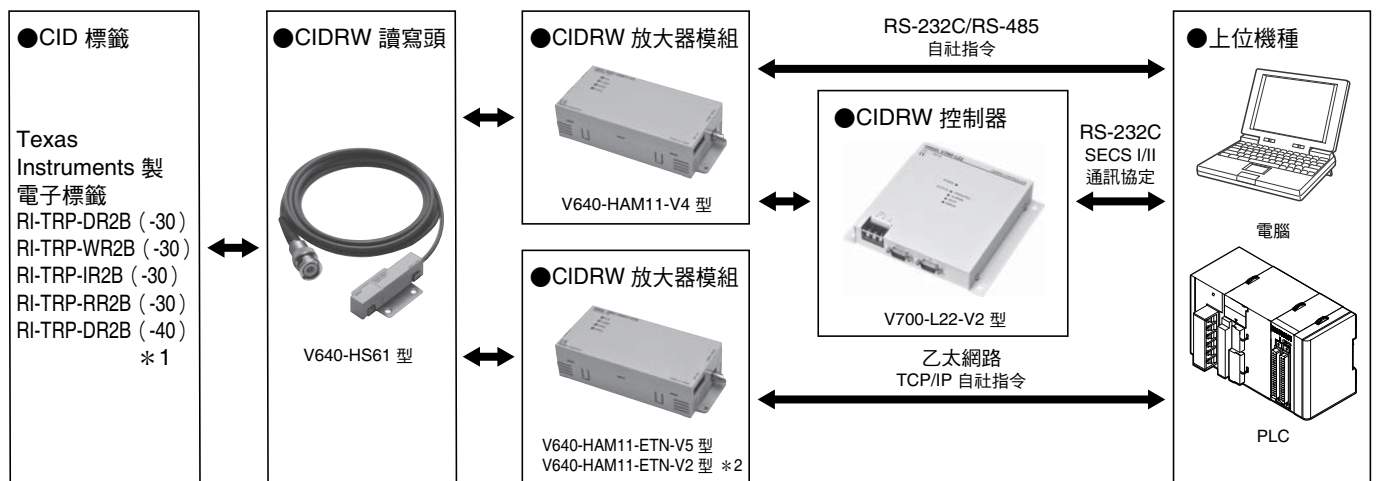 ●CID 標籤
Texas
Instruments 製
電子標籤
RI-TRP-DR2B（-30）
RI-TRP-WR2B（-30）
RI-TRP-IR2B（-30）
RI-TRP-RR2B（-30）
RI-TRP-DR2B（-40）
＊1
●CIDRW 讀寫頭
V640-HS61 型
●CIDRW 放大器模組
V640-HAM11-V4 型
●CIDRW 放大器模組
V640-HAM11-ETN-V5 型
V640-HAM11-ETN-V2 型 ＊2
RS-232C/RS-485
自社指令
●CIDRW 控制器
V700-L22-V2 型
RS-232C
SECS I/II
通訊協定
乙太網路
TCP/IP 自社指令
●上位機種
電腦
PLC